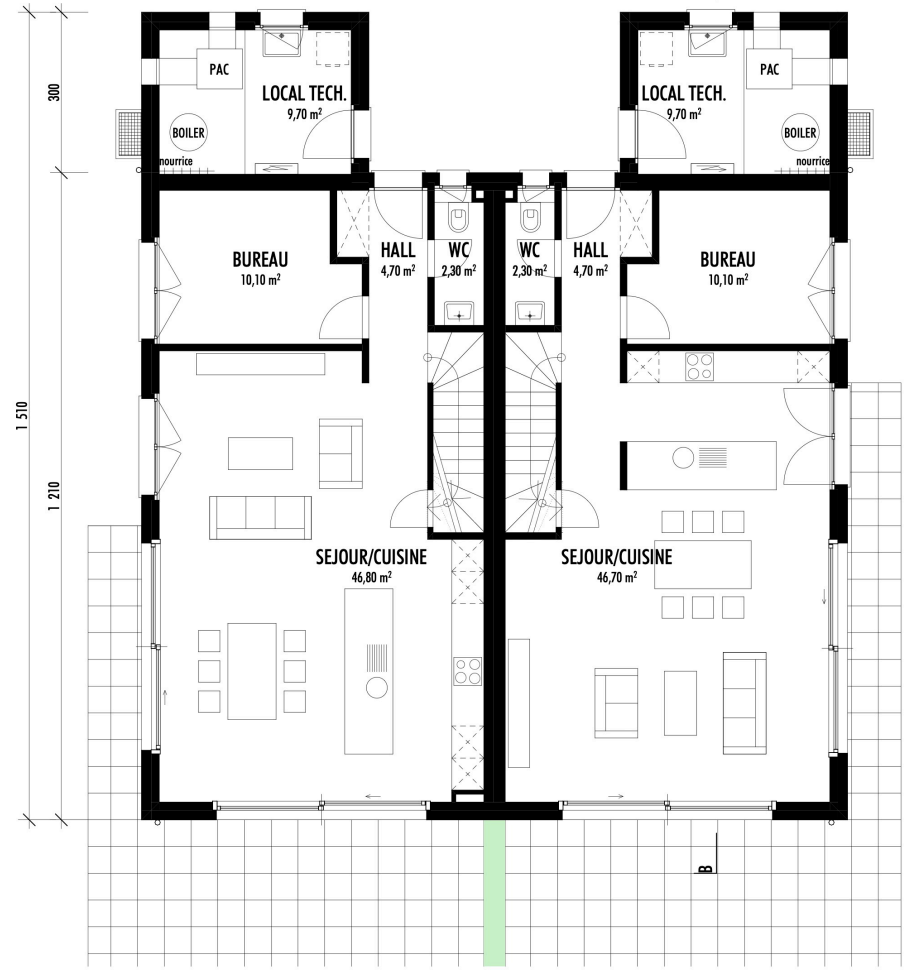 PAC
PAC
300
LOCAL TECH.
9,70 m²
LOCAL TECH.
9,70 m²
BOILER
BOILER
nourrice
nourrice
BUREAU
10,10 m²
HALL
4,70 m²
WC
2,30 m²
WC
2,30 m²
HALL
4,70 m²
BUREAU
10,10 m²
1 510
1 210
SEJOUR/CUISINE
46,80 m²
SEJOUR/CUISINE
46,70 m²
B